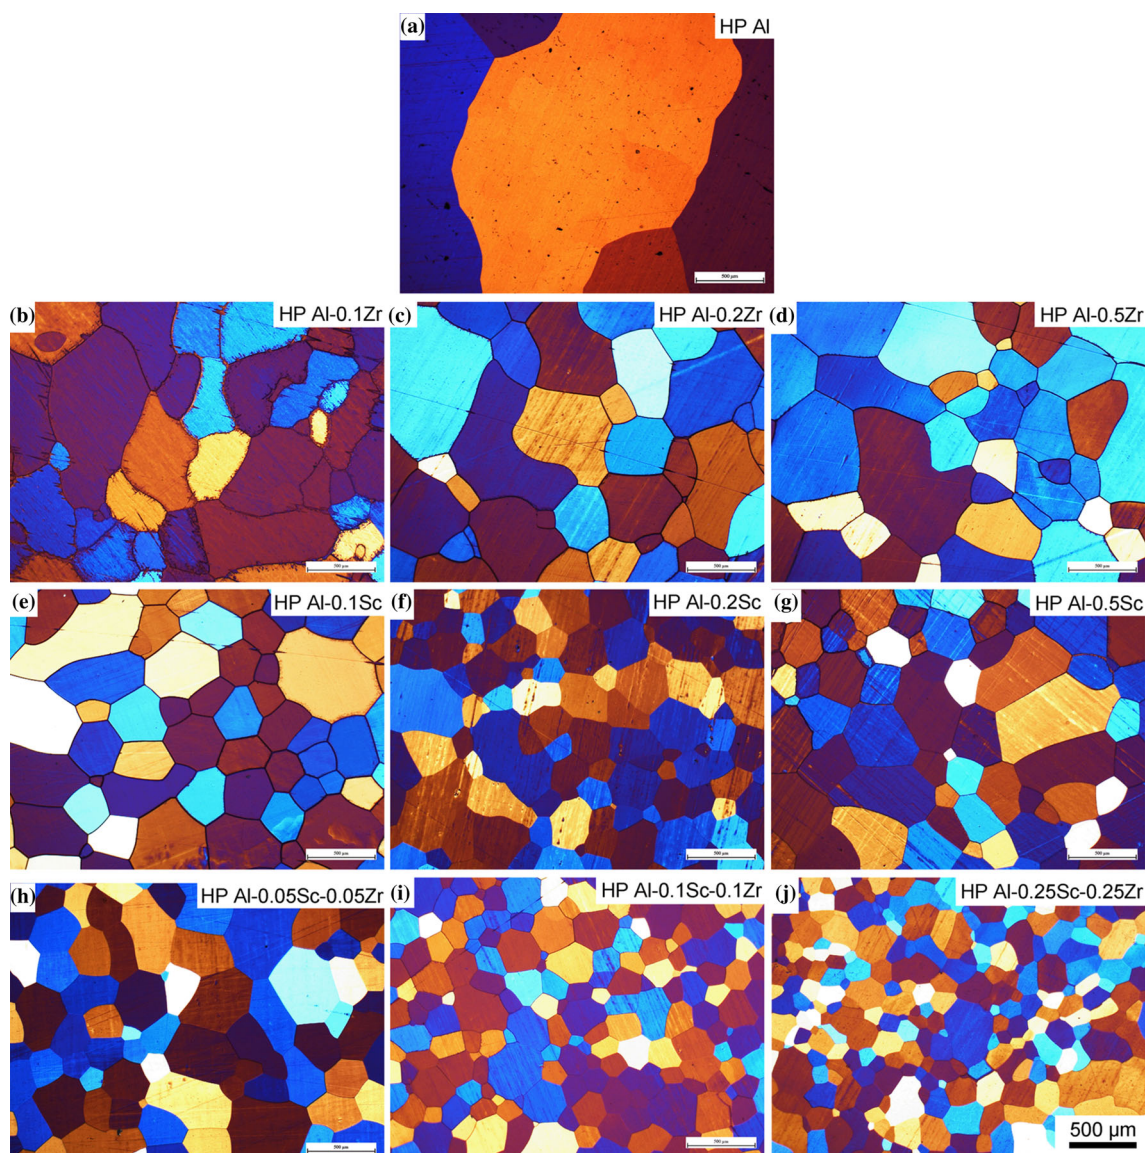 (a) HP Al
500 µm
(b) HP Al-0.1Zr
(c) HP Al-0.2Zr
(d) HP Al-0.5Zr
500 µm
500 µm
500 µm
(e) HP Al-0.1Sc
(f) HP Al-0.2Sc
(g) HP Al-0.5Sc
500 µm
500 µm
500 µm
(h) HP Al-0.05Sc-0.05Zr
(i) HP Al-0.1Sc-0.1Zr
(j) HP Al-0.25Sc-0.25Zr
500 µm
500 µm
500 µm